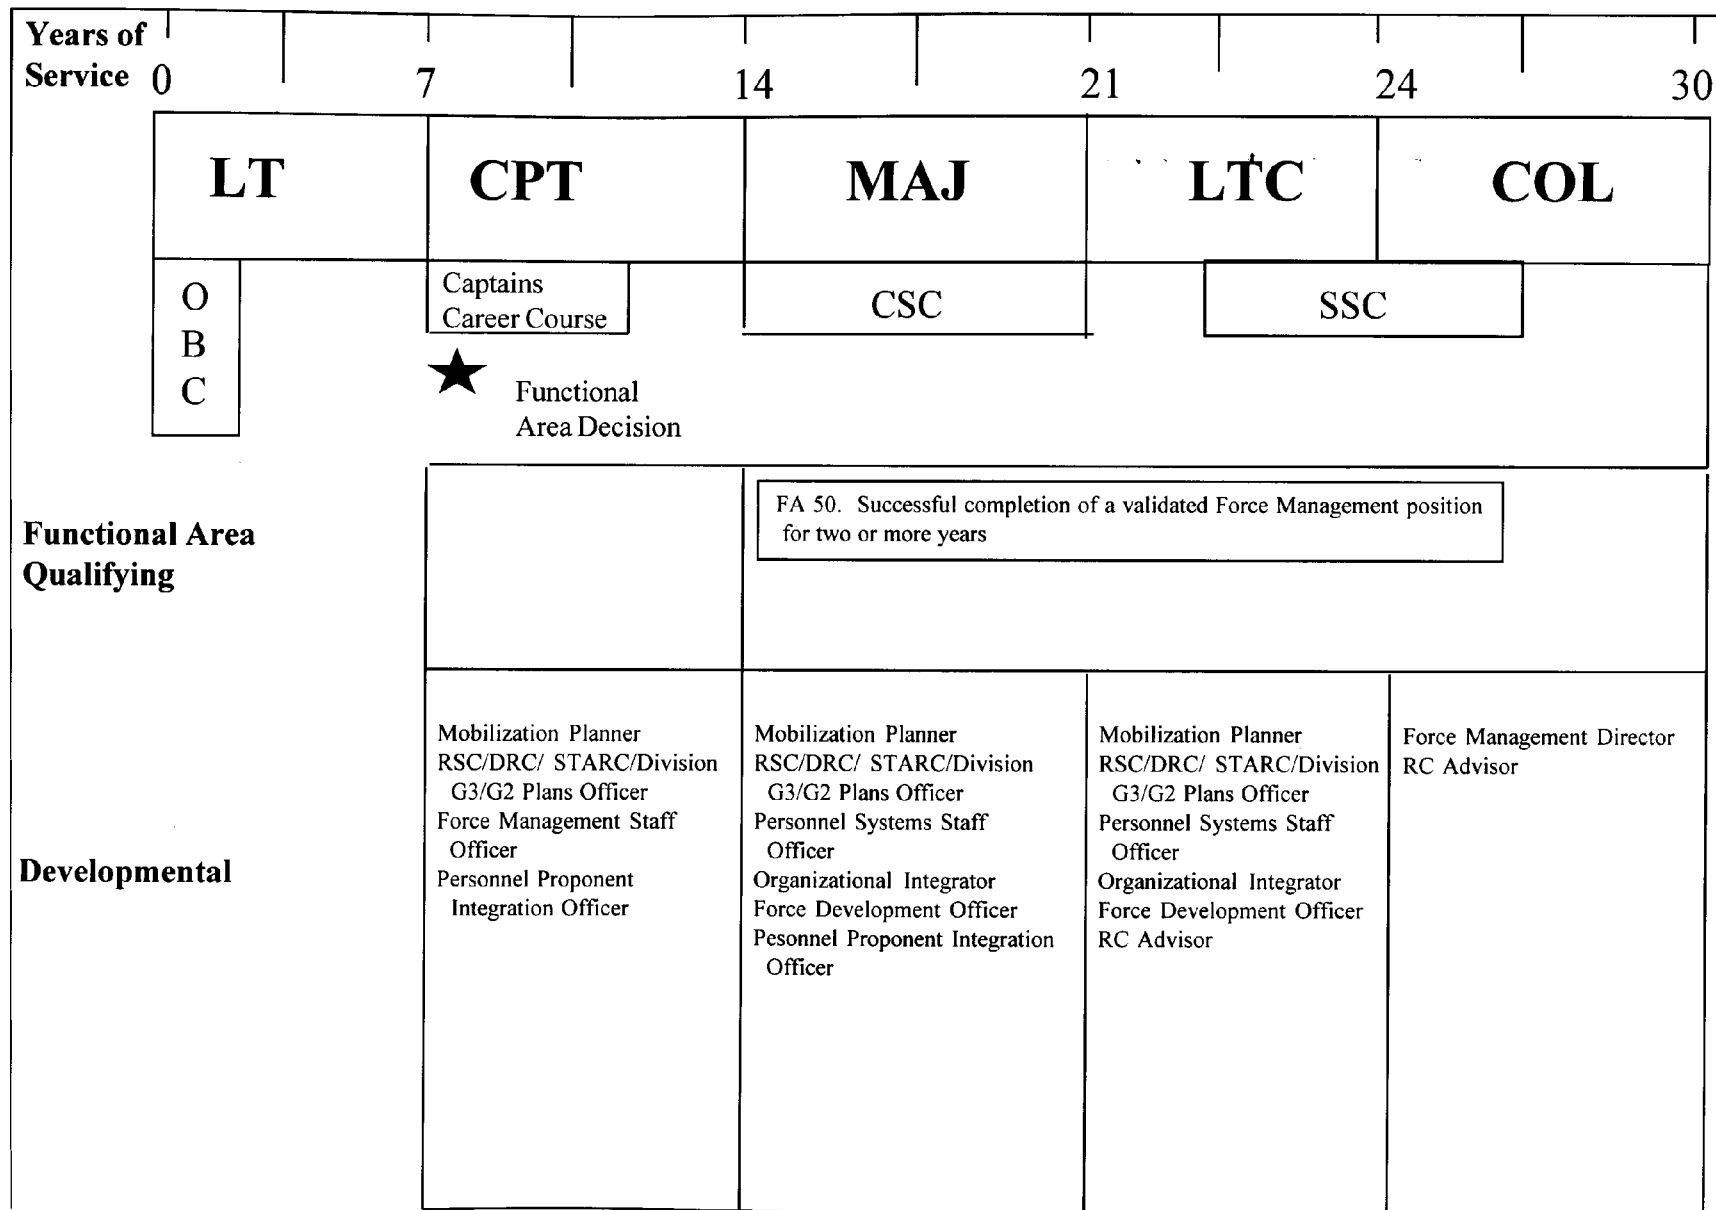 Years of
Service 0 7 14 21 24 30
LT CPT MAJ LTC COL
O
B
C
Captains
Career Course
CSC
SSC
Functional
Area Decision
Functional Area
Qualifying
FA 50. Successful completion of a validated Force Management position
for two or more years
Developmental
Mobilization Planner
RSC/DRC/ STARC/Division
G3/G2 Plans Officer
Force Management Staff
Officer
Personnel Proponent
Integration Officer
Mobilization Planner
RSC/DRC/ STARC/Division
G3/G2 Plans Officer
Personnel Systems Staff
Officer
Organizational Integrator
Force Development Officer
Pesonnel Proponent Integration
Officer
Mobilization Planner
RSC/DRC/ STARC/Division
G3/G2 Plans Officer
Personnel Systems Staff
Officer
Organizational Integrator
Force Development Officer
RC Advisor
Force Management Director
RC Advisor